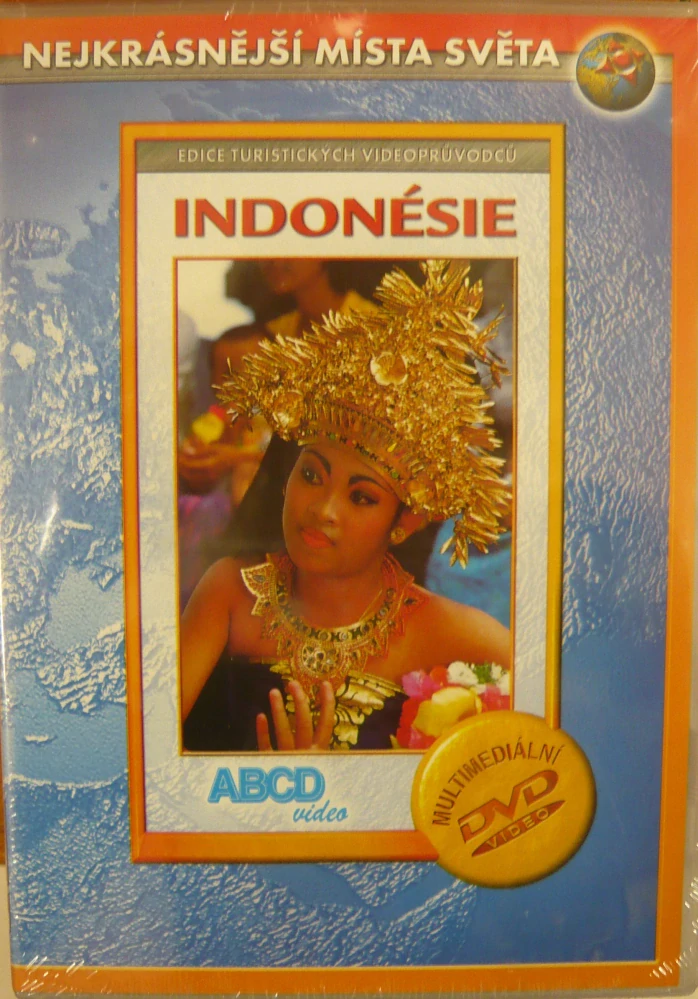 NEJKRÁSNĚJŠÍ MÍSTA SVĚTA
EDICE TURISTICKÝCH VIDEOPRŮVODCŮ
INDONÉSIE
ABCD
video
MULTIMEDIÁLNÍ
DVD
VIDEO